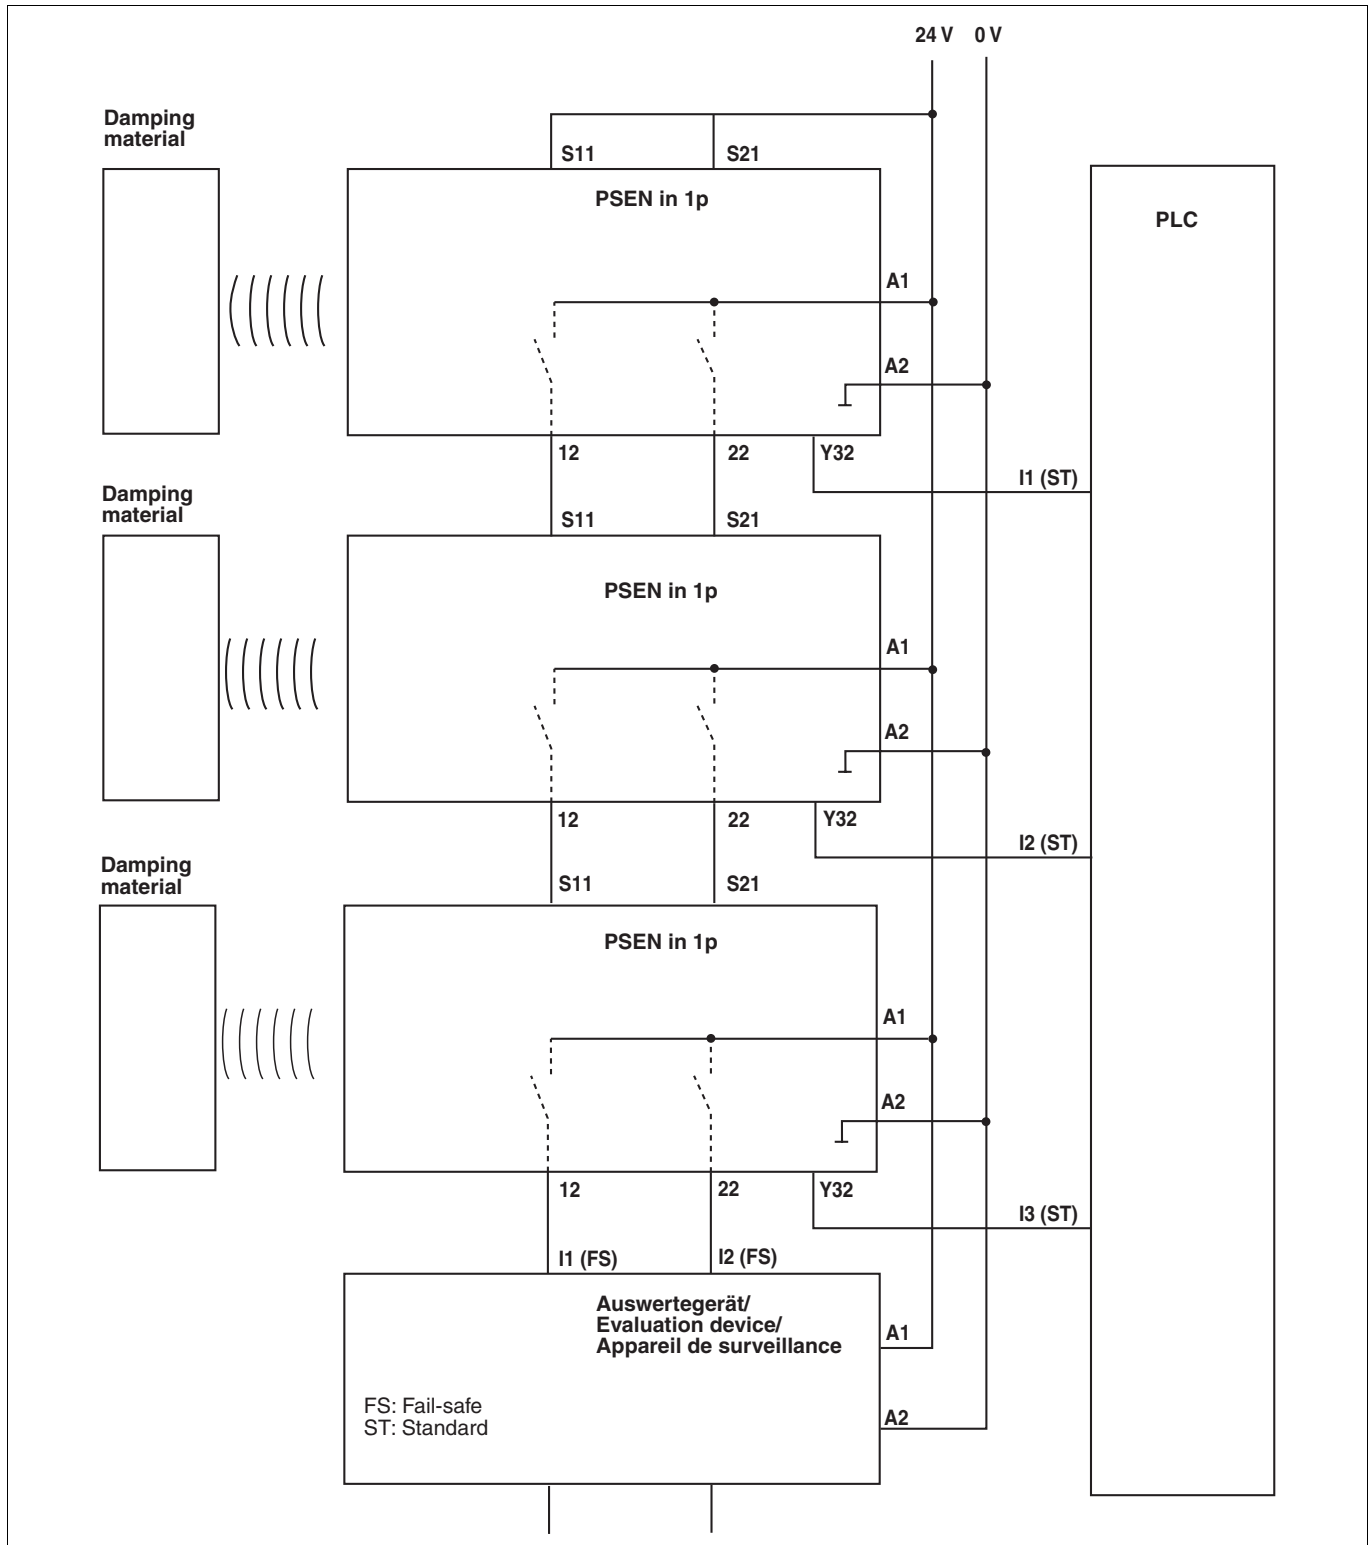 24 V 0 V
Damping
material
S11 S21
PSEN in 1p
PLC
A1
A2
12 22 Y32
I1 (ST)
Damping
material
S11 S21
PSEN in 1p
A1
A2
12 22 Y32
I2 (ST)
Damping
material
S11 S21
PSEN in 1p
A1
A2
12 22 Y32
I3 (ST)
I1 (FS) I2 (FS)
Auswertegerät/
Evaluation device/
Appareil de surveillance
A1
FS: Fail-safe
ST: Standard
A2